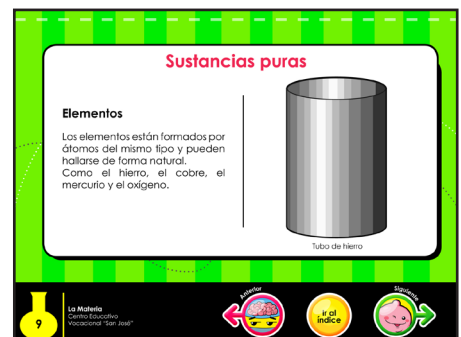 Sustancias puras
Elementos
Los elementos están formados por
átomos del mismo tipo y pueden
hallarse de forma natural.
Como el hierro, el cobre, el
mercurio y el oxígeno.
Tubo de hierro
9
La Materia
Centro Educativo
Vocacional "San José"
Anterior
ir al
índice
Siguiente